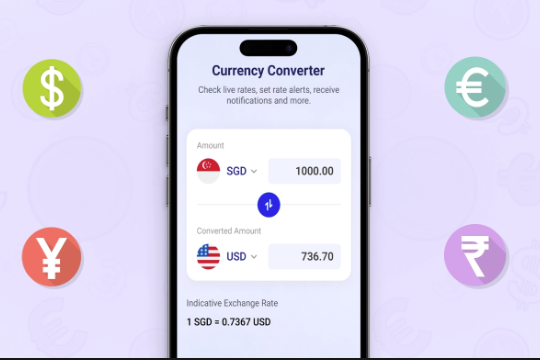 Currency Converter
Check live rates, set rate alerts, receive
notifications and more.
Amount
SGD
1000.00
Converted Amount
USD
736.70
Indicative Exchange Rate
1 SGD = 0.7367 USD
$
€
¥
₹